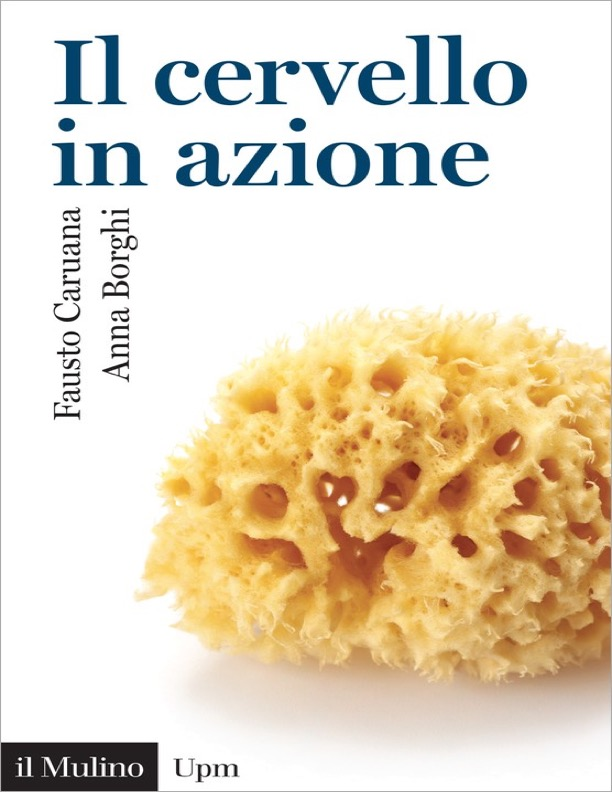 Il cervello
in azione
Fausto Caruana
Anna Borghi
il Mulino
Upm